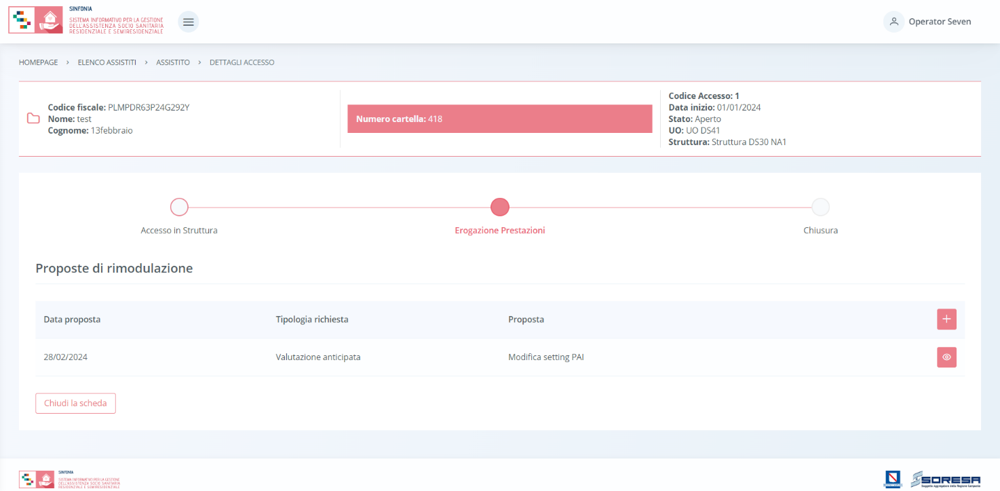 SINFONIA
SISTEMA INFORMATIVO PER LA GESTIONE
DELL'ASSISTENZA SOCIO SANITARIA
RESIDENZIALE E SEMIRESIDENZIALE
Operator Seven
HOMEPAGE > ELENCO ASSISTITI > ASSISTITO > DETTAGLI ACCESSO
Codice fiscale: PLMPDR63P24G292Y
Nome: test
Cognome: 13febbraio
Numero cartella: 418
Codice Accesso: 1
Data inizio: 01/01/2024
Stato: Aperto
UO: UO DS41
Struttura: Struttura DS30 NA1
Accesso in Struttura
Erogazione Prestazioni
Chiusura
Proposte di rimodulazione
Data proposta Tipologia richiesta Proposta
28/02/2024 Valutazione anticipata Modifica setting PAI
Chiudi la scheda
SINFONIA
SISTEMA INFORMATIVO PER LA GESTIONE
DELL'ASSISTENZA SOCIO SANITARIA
RESIDENZIALE E SEMIRESIDENZIALE
SORESA
Soggetto Aggregatore della Regione Campania